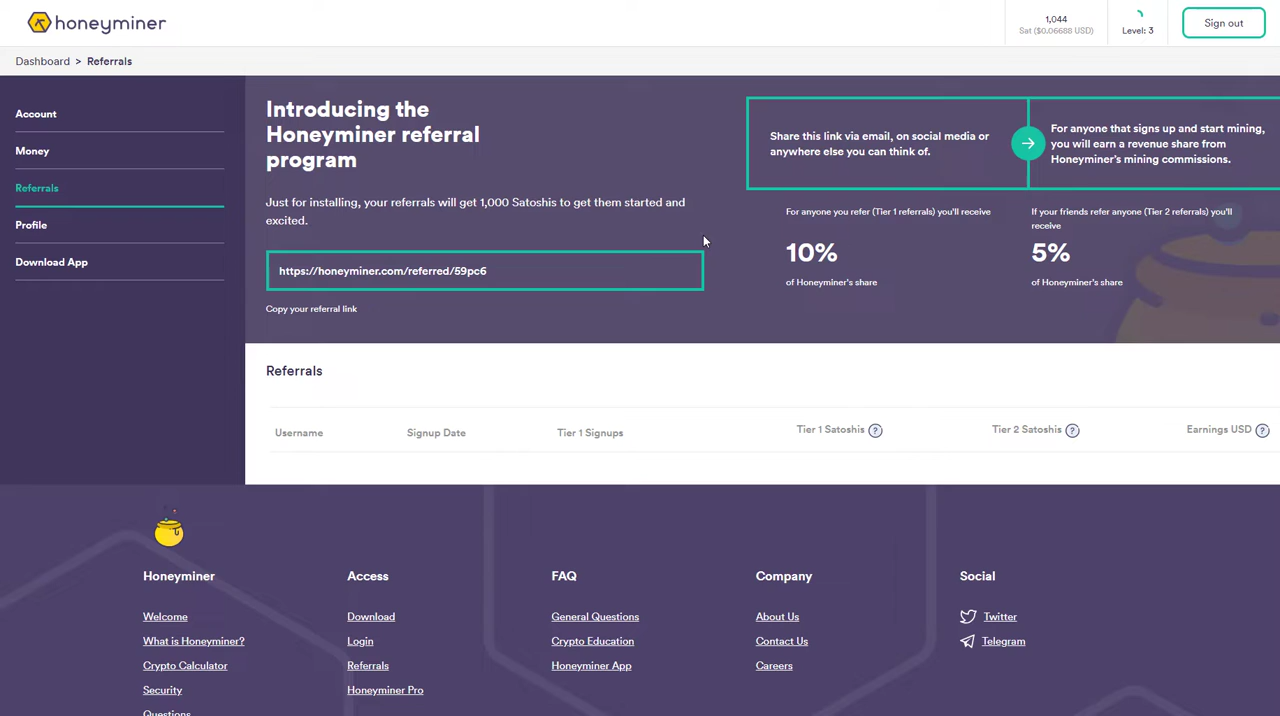 honeyminer
1,044
Sat ($0.06688 USD)
Level: 3
Sign out
Dashboard > Referrals
Account
Money
Referrals
Profile
Download App
Introducing the
Honeyminer referral
program
Just for installing, your referrals will get 1,000 Satoshis to get them started and
excited.
https://honeyminer.com/referred/59pc6
Copy your referral link
Share this link via email, on social media or
anywhere else you can think of.
For anyone that signs up and start mining,
you will earn a revenue share from
Honeyminer's mining commissions.
For anyone you refer (Tier 1 referrals) you'll receive
10%
of Honeyminer's share
If your friends refer anyone (Tier 2 referrals) you'll
receive
5%
of Honeyminer's share
Referrals
Username Signup Date Tier 1 Signups Tier 1 Satoshis ? Tier 2 Satoshis ? Earnings USD ?
Honeyminer
Welcome
What is Honeyminer?
Crypto Calculator
Security
Questions
Access
Download
Login
Referrals
Honeyminer Pro
FAQ
General Questions
Crypto Education
Honeyminer App
Company
About Us
Contact Us
Careers
Social
Twitter
Telegram